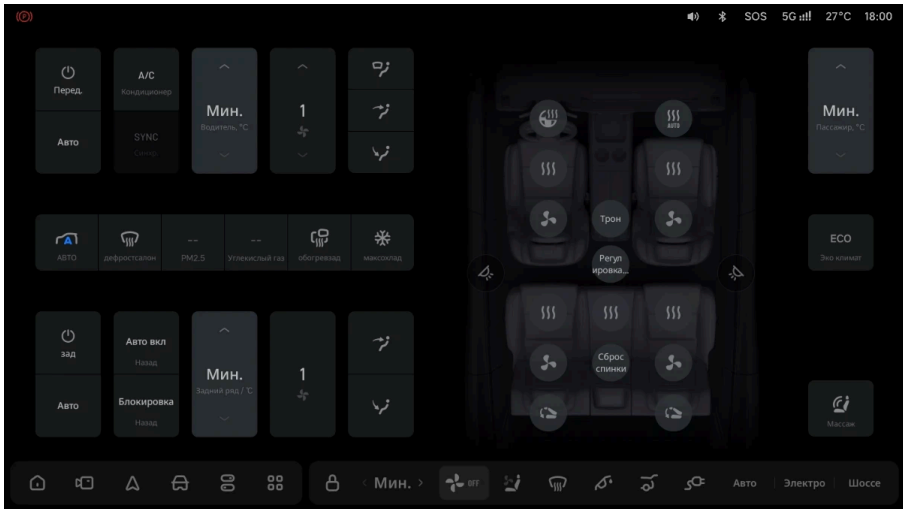 (P)
SOS 5G 27°C 18:00
Перед.
A/C
Кондиционер
Мин.
Водитель, °C
1
Авто
SYNC
Синхр
AUTO
Мин.
Пассажир, °C
A
АВТО
дефростсалон
--
PM2.5
--
Углекислый газ
обогревзад
максохлад
Трон
Регул
ировка...
ECO
Эко климат
зад
Авто вкл
Назад
Мин.
Задний ряд / °C
1
Авто
Блокировка
Назад
Сброс
спинки
Массаж
Мин.
OFF
Авто
Электро
Шоссе